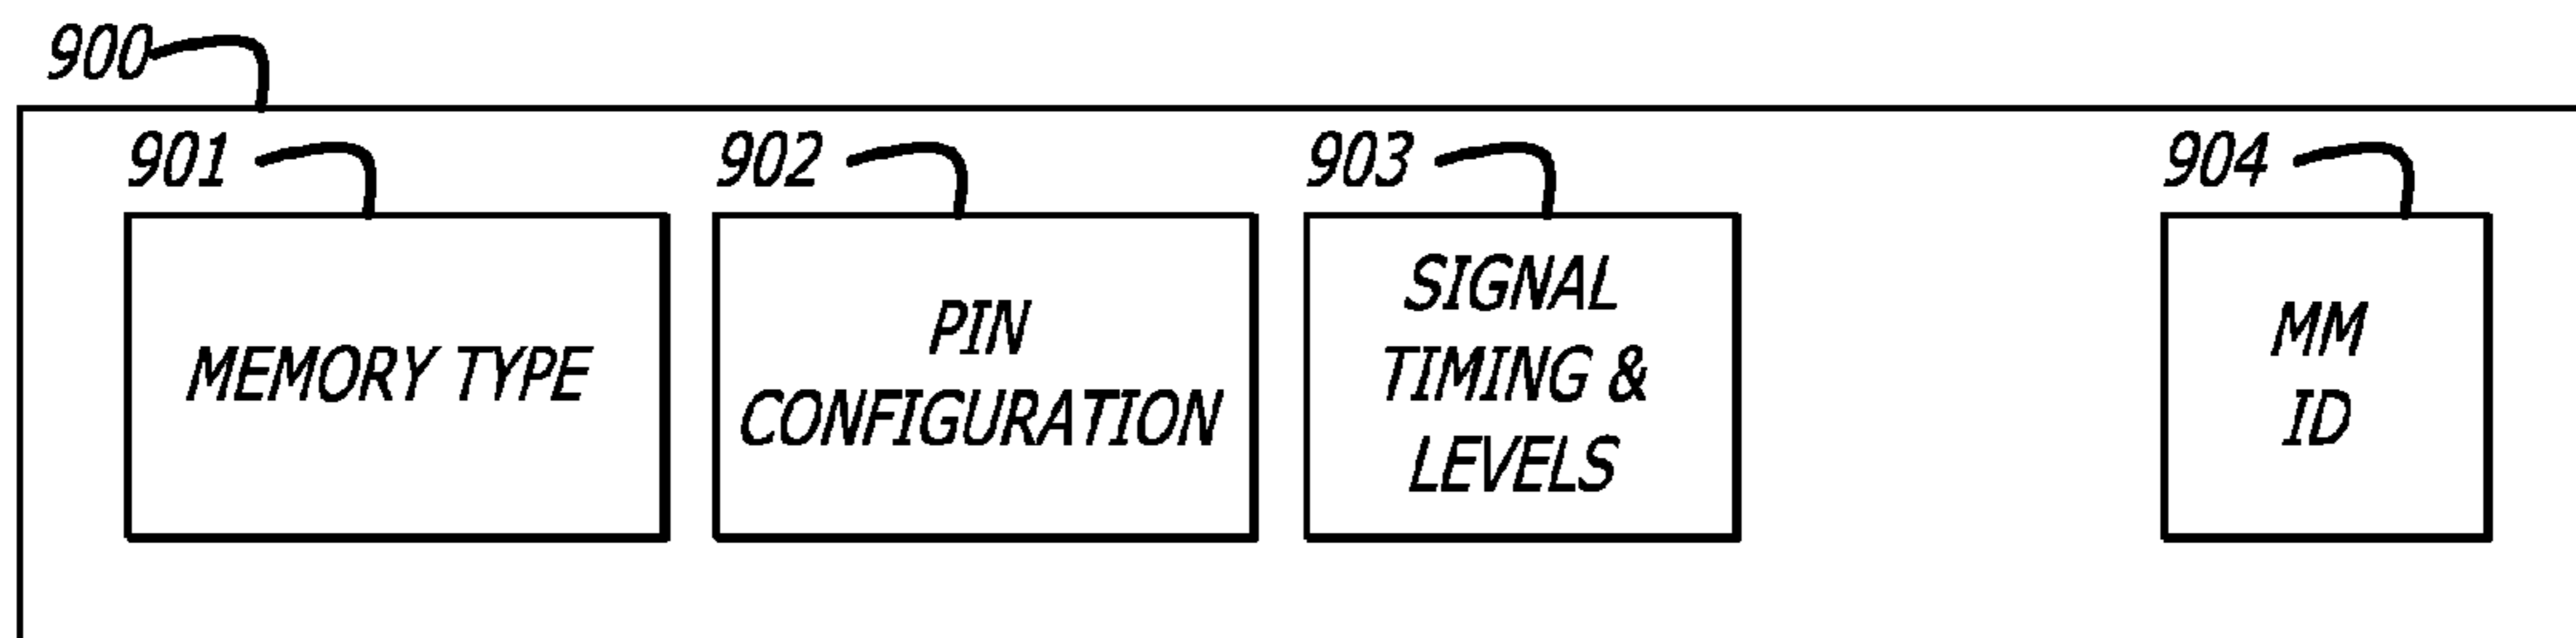 900
901
902
903
904
MEMORY TYPE
PIN
CONFIGURATION
SIGNAL
TIMING &
LEVELS
MM
ID